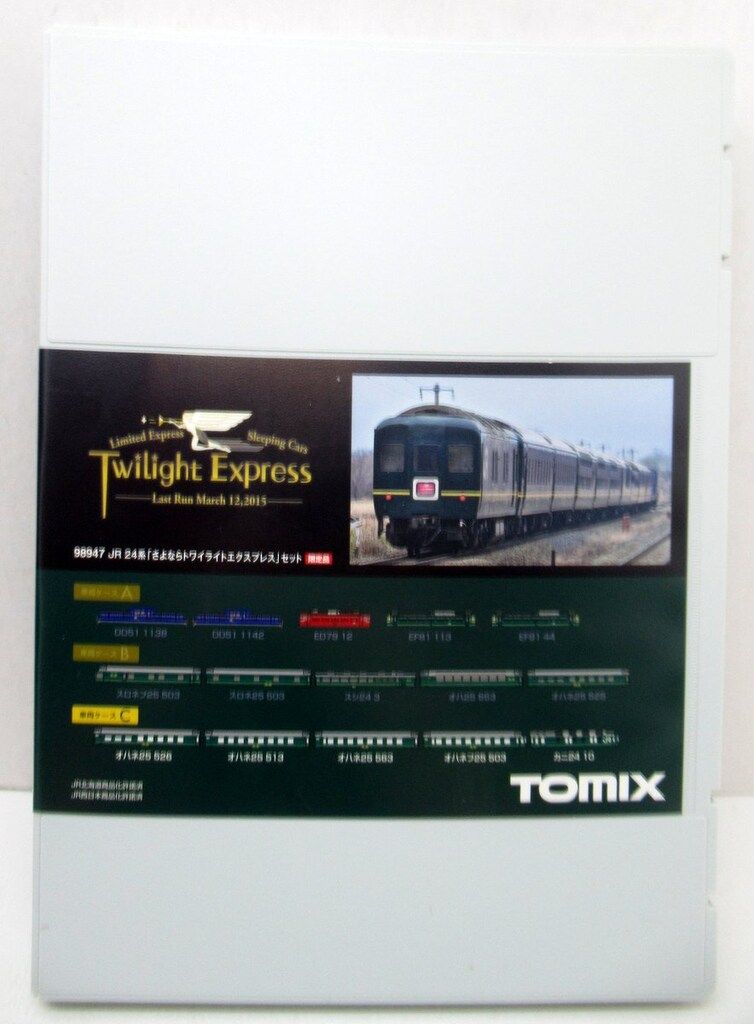 Limited Express Sleeping Cars
Twilight Express
Last Run March 12,2015
98947 JR 24系「さよならトワイライトエクスプレス」セット 限定品
車両ケース A
DD51 1138 DD51 1142 ED79 12 EF81 113 EF81 44
車両ケース B
スロネフ25 503 スロネ25 503 スシ24 3 オハ25 553 オハネ25 525
車両ケース C
オハネ25 526 オハネ25 513 オハネ25 563 オハネフ25 503 カニ24 10
JR北海道商品化許諾済
JR西日本商品化許諾済
TOMIX